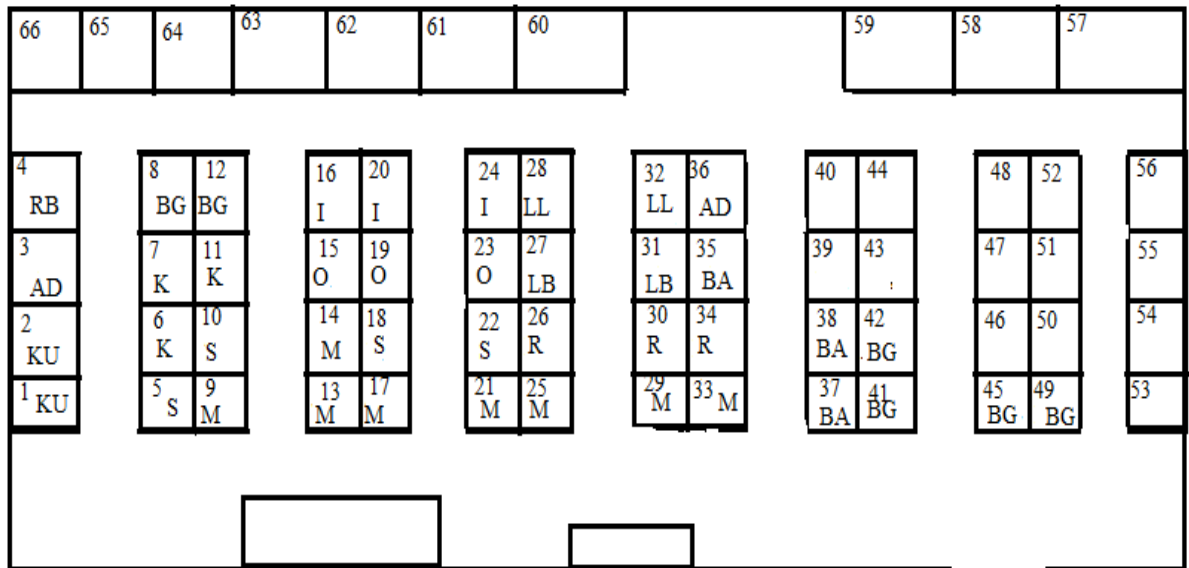 66 65 64 63 62 61 60 59 58 57
4 8 12 16 20 24 28 32 36 40 44 48 52 56
RB BG BG I I I LL LL AD
3 7 11 15 19 23 27 31 35 39 43 47 51 55
AD K K O O O LB LB BA
2 6 10 14 18 22 26 30 34 38 42 46 50 54
KU K S M S S R R R BA BG
1 5 9 13 17 21 25 29 33 37 41 45 49 53
KU S M M M M M M M BA BG BG BG